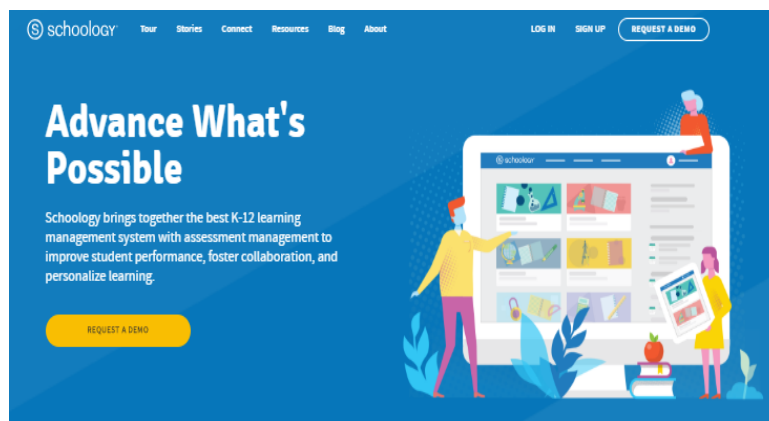 schoology Tour Stories Connect Resources Blog About LOG IN SIGN UP REQUEST A DEMO
Advance What's
Possible
Schoology brings together the best K-12 learning
management system with assessment management to
improve student performance, foster collaboration, and
personalize learning.
REQUEST A DEMO
schoology